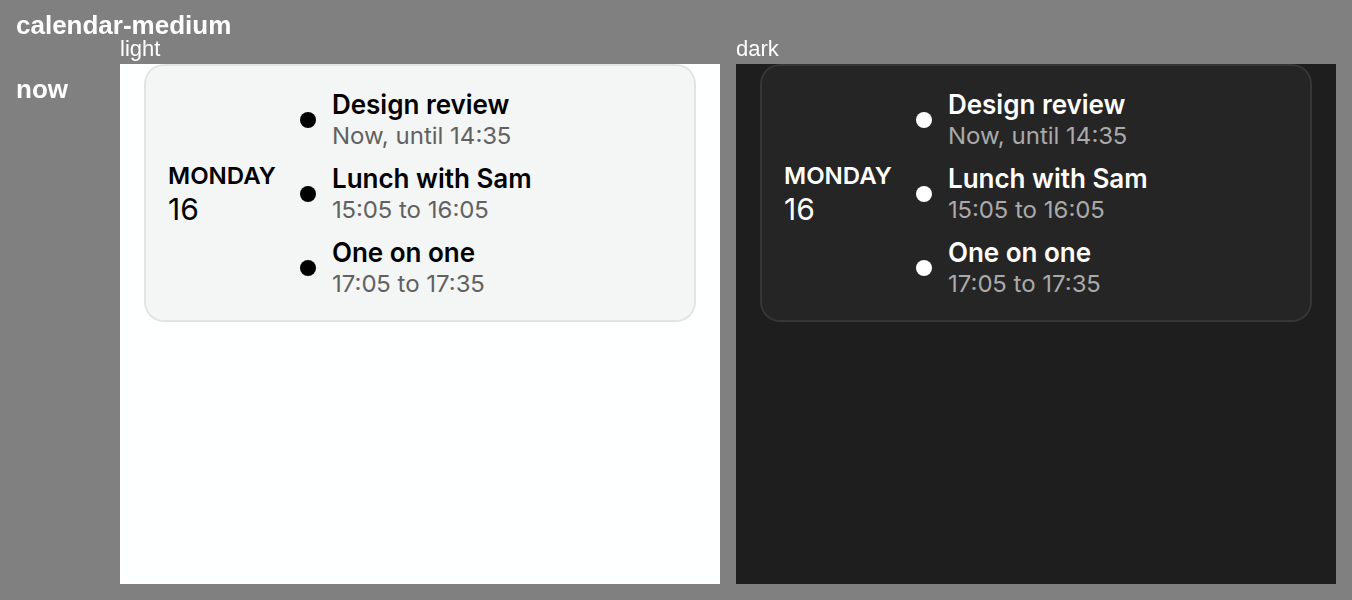 calendar-medium
light
dark
now
MONDAY
16
Design review
Now, until 14:35
Lunch with Sam
15:05 to 16:05
One on one
17:05 to 17:35
MONDAY
16
Design review
Now, until 14:35
Lunch with Sam
15:05 to 16:05
One on one
17:05 to 17:35